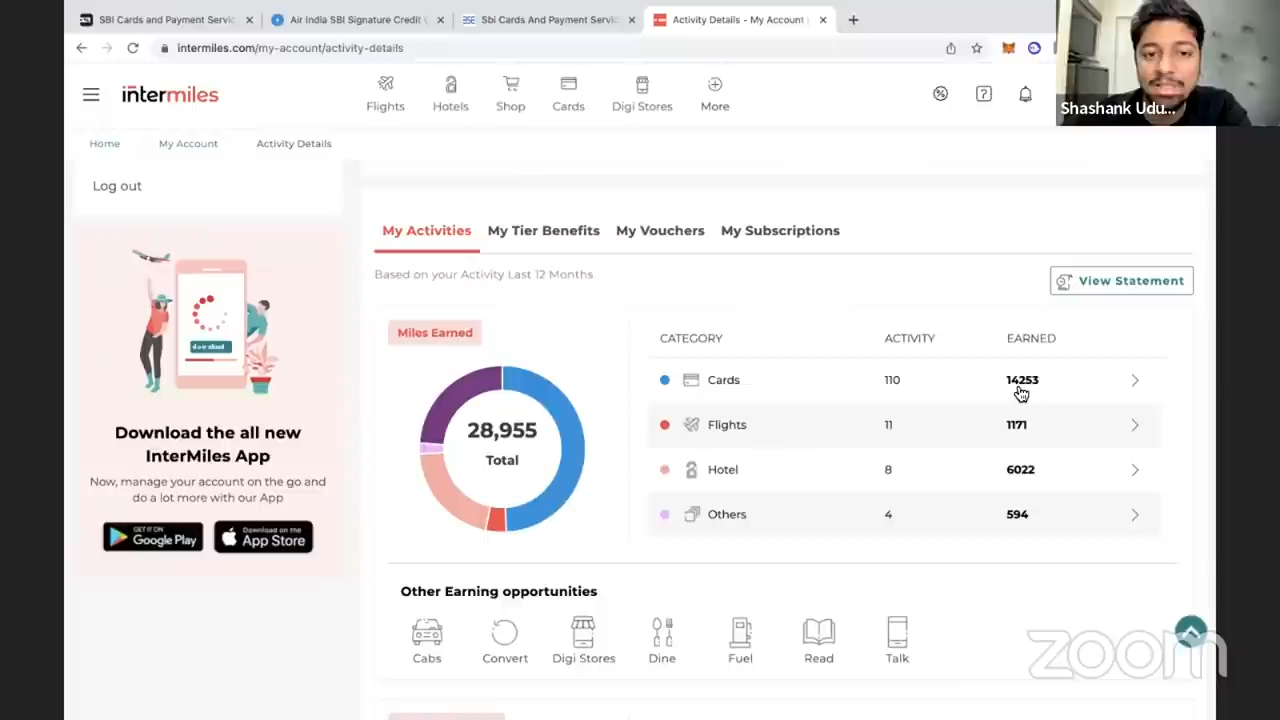 SBI Cards and Payment Servic
Air India SBI Signature Credit
Sbi Cards And Payment Servic
Activity Details - My Account
intermiles.com/my-account/activity-details
Shashank Udu...
intermiles
Flights
Hotels
Shop
Cards
Digi Stores
More
Home
My Account
Activity Details
Log out
Download the all new
InterMiles App
Now, manage your account on the go and
do a lot more with our App
GET IT ON
Google Play
Download on the
App Store
My Activities
My Tier Benefits
My Vouchers
My Subscriptions
Based on your Activity Last 12 Months
View Statement
Miles Earned
28,955
Total
CATEGORY ACTIVITY EARNED
Cards 110 14253
Flights 11 1171
Hotel 8 6022
Others 4 594
Other Earning opportunities
Cabs
Convert
Digi Stores
Dine
Fuel
Read
Talk
zoom